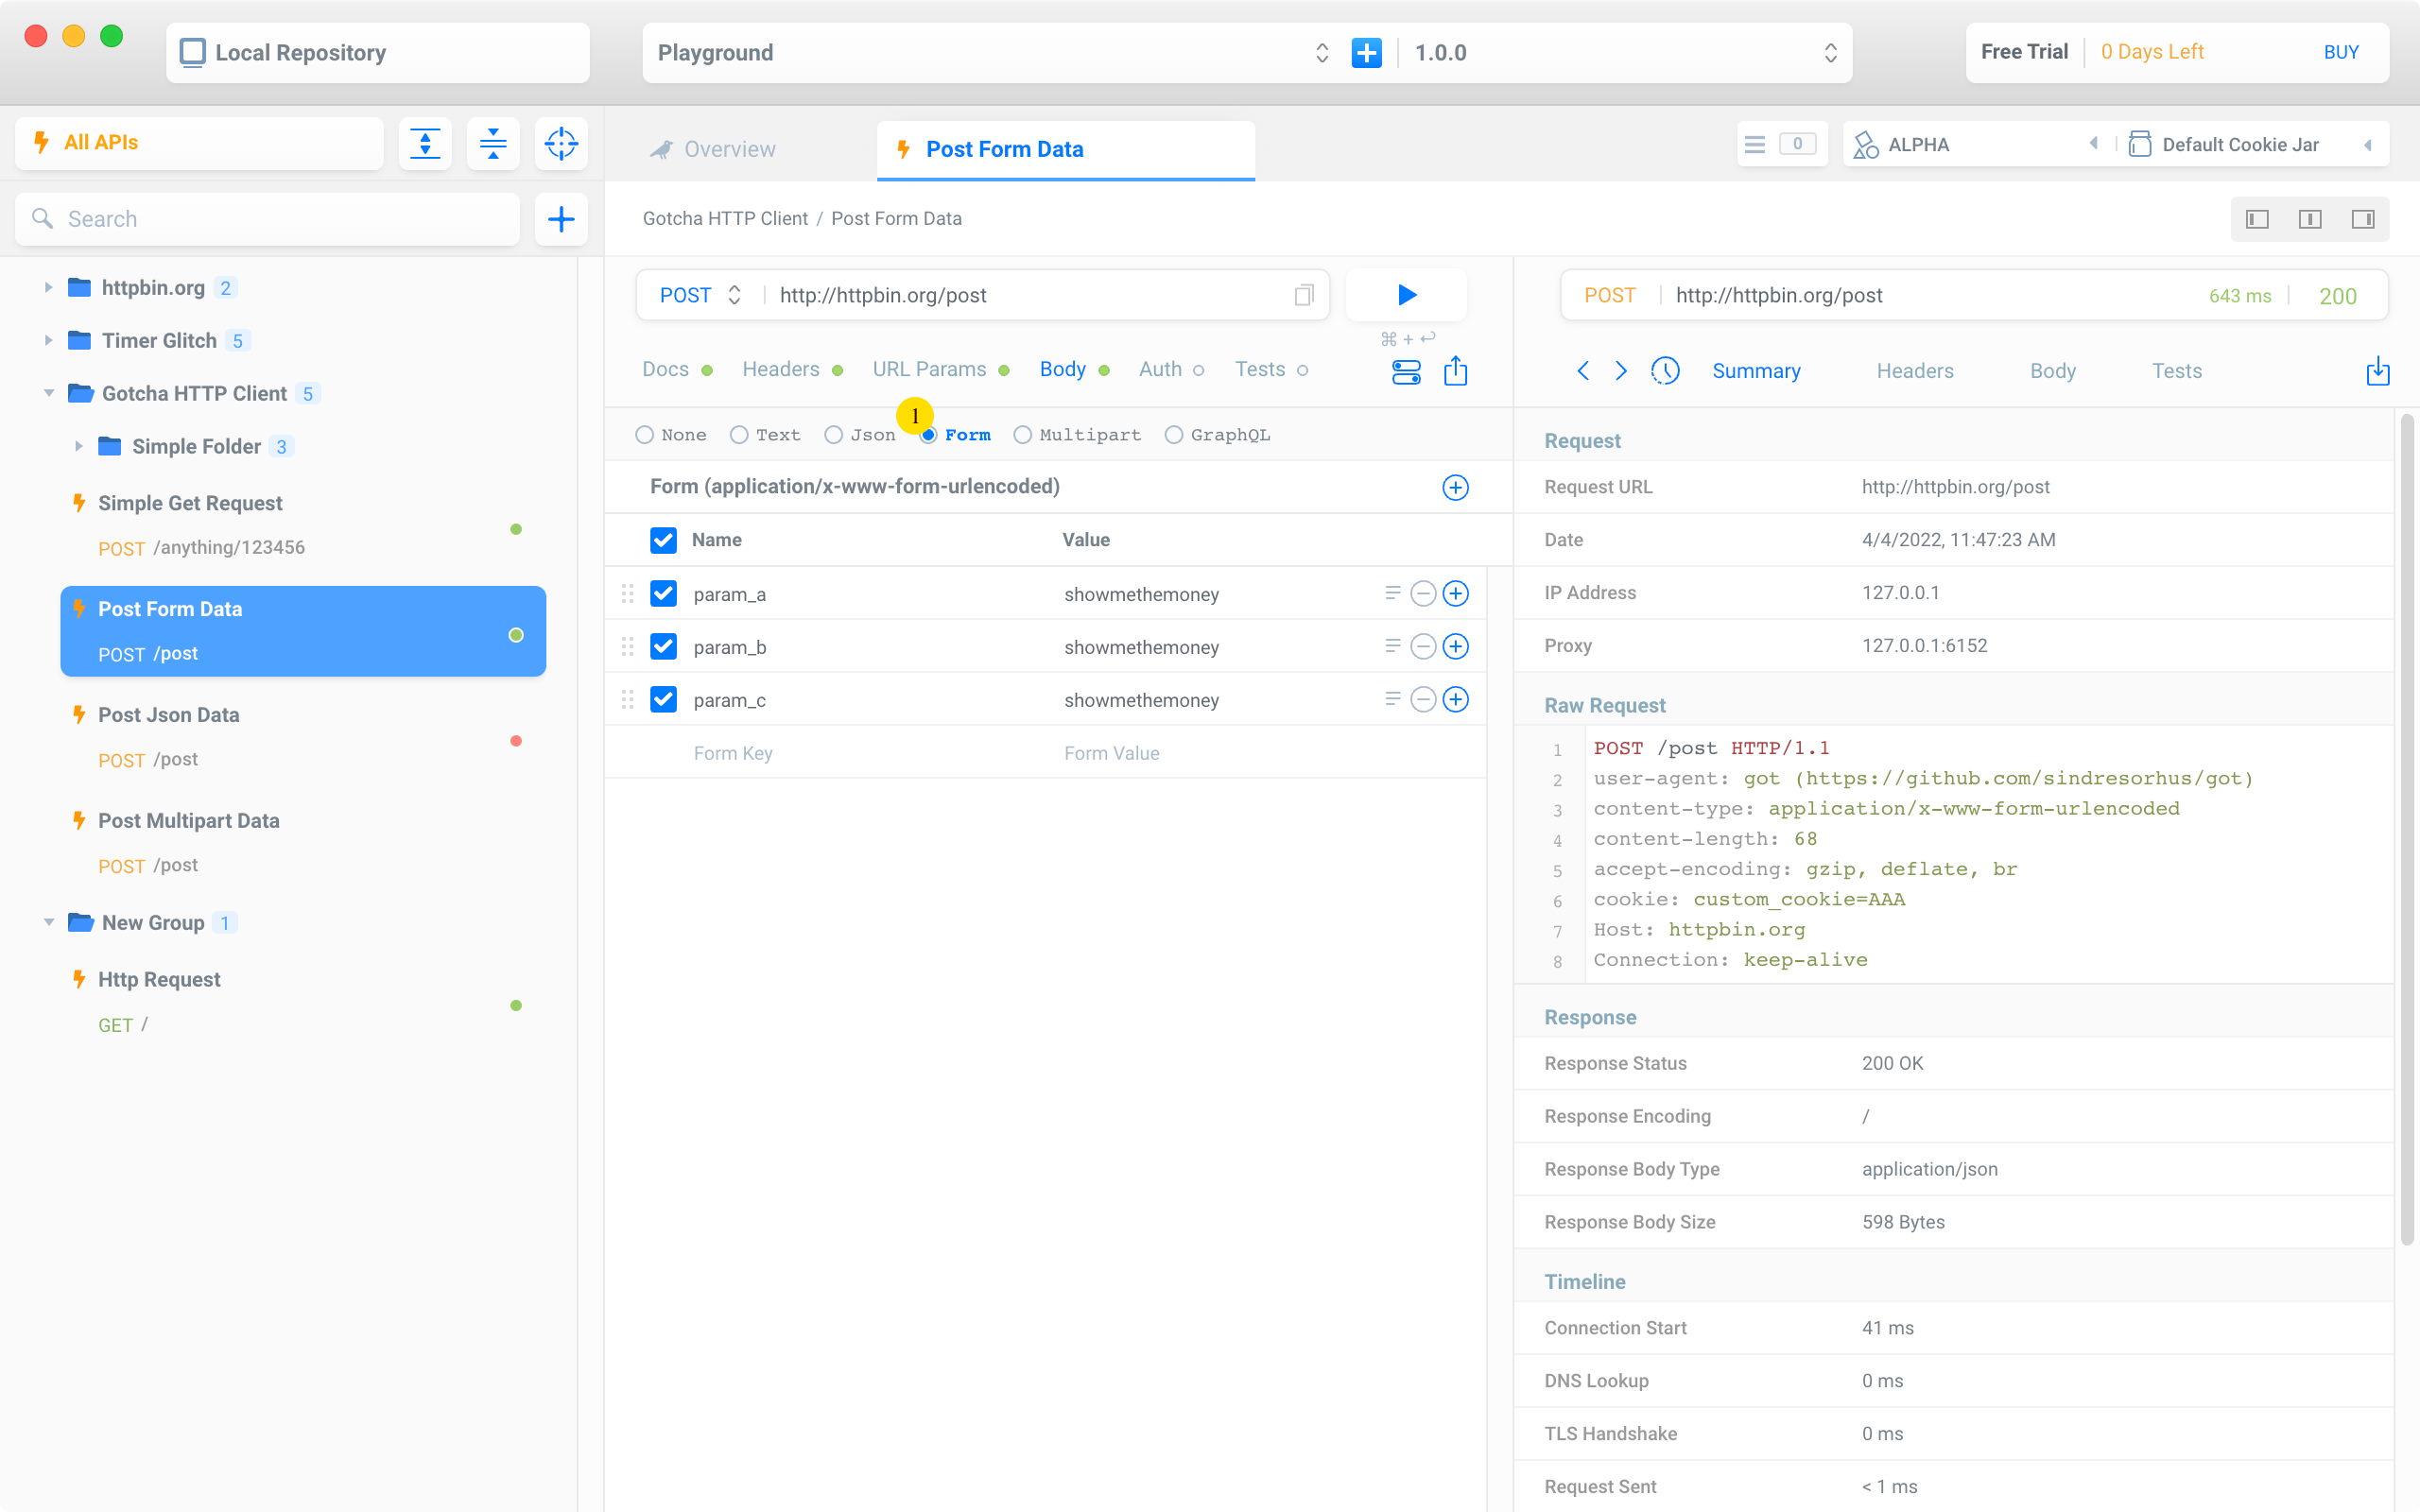 Local Repository
Playground
1.0.0
Free Trial
0 Days Left
BUY
All APIs
Overview
Post Form Data
0
ALPHA
Default Cookie Jar
Search
Gotcha HTTP Client / Post Form Data
httpbin.org 2
Timer Glitch 5
Gotcha HTTP Client 5
Simple Folder 3
Simple Get Request
POST /anything/123456
Post Form Data
POST /post
Post Json Data
POST /post
Post Multipart Data
POST /post
New Group 1
Http Request
GET /
POST http://httpbin.org/post
⌘ + ↩
Docs Headers URL Params Body Auth Tests
1
None Text Json Form Multipart GraphQL
Form (application/x-www-form-urlencoded)
Name Value
param_a showmethemoney
param_b showmethemoney
param_c showmethemoney
Form Key Form Value
POST http://httpbin.org/post 643 ms 200
Summary Headers Body Tests
Request
Request URL http://httpbin.org/post
Date 4/4/2022, 11:47:23 AM
IP Address 127.0.0.1
Proxy 127.0.0.1:6152
Raw Request
1 POST /post HTTP/1.1
2 user-agent: got (https://github.com/sindresorhus/got)
3 content-type: application/x-www-form-urlencoded
4 content-length: 68
5 accept-encoding: gzip, deflate, br
6 cookie: custom_cookie=AAA
7 Host: httpbin.org
8 Connection: keep-alive
Response
Response Status 200 OK
Response Encoding /
Response Body Type application/json
Response Body Size 598 Bytes
Timeline
Connection Start 41 ms
DNS Lookup 0 ms
TLS Handshake 0 ms
Request Sent < 1 ms